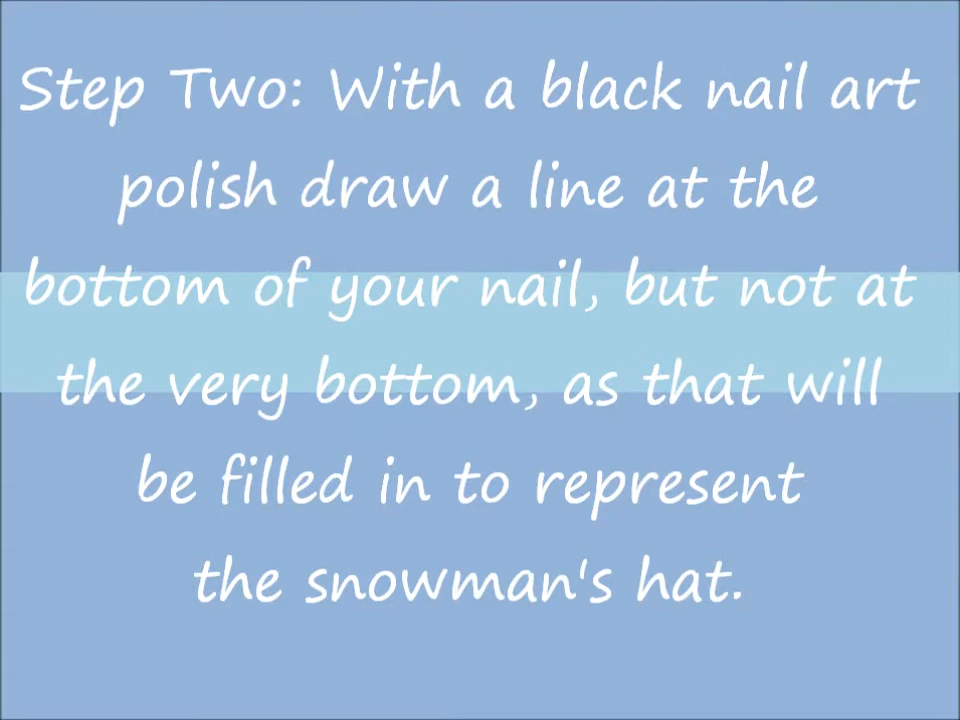 Step Two: With a black nail art
polish draw a line at the
bottom of your nail, but not at
the very bottom, as that will
be filled in to represent
the snowman's hat.